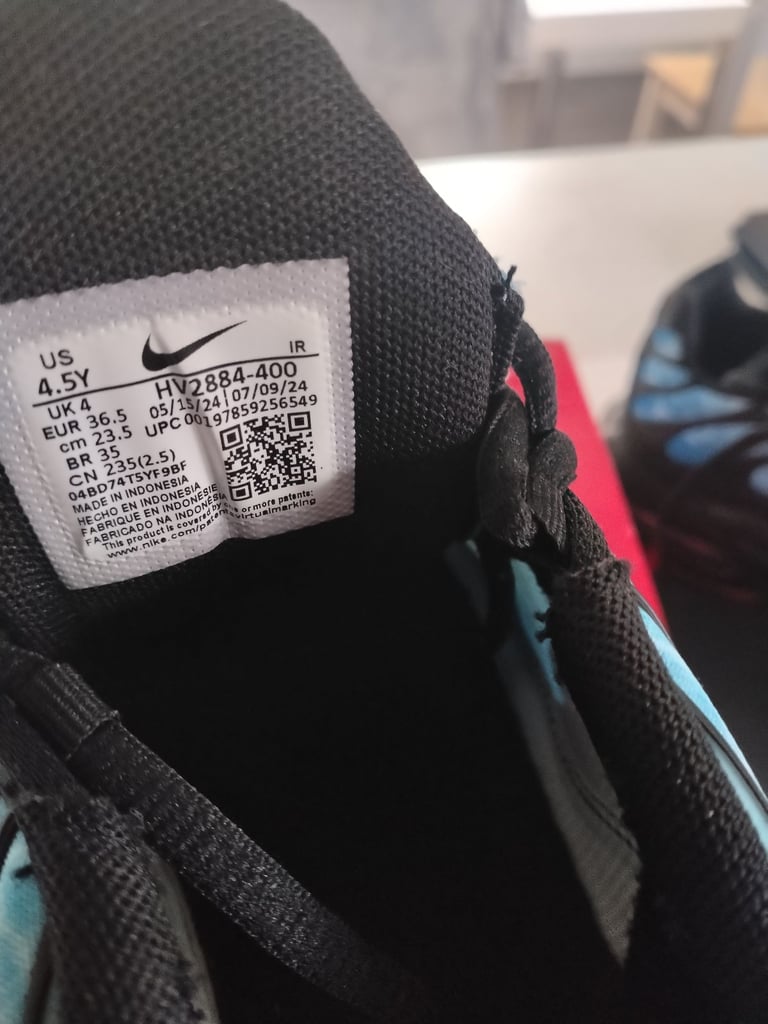 US
4.5Y
IR
UK 4
HV2884-400
EUR 36.5
05/15/24 07/09/24
cm 23.5
UPC 00197859256549
BR 35
CN 235(2.5)
04BD74T5YF9BF
MADE IN INDONESIA
HECHO EN INDONESIA
FABRIQUE EN INDONESIE
FABRICADO NA INDONESIA
This product is covered by one or more patents:
www.nike.com/patentvirtualmarking